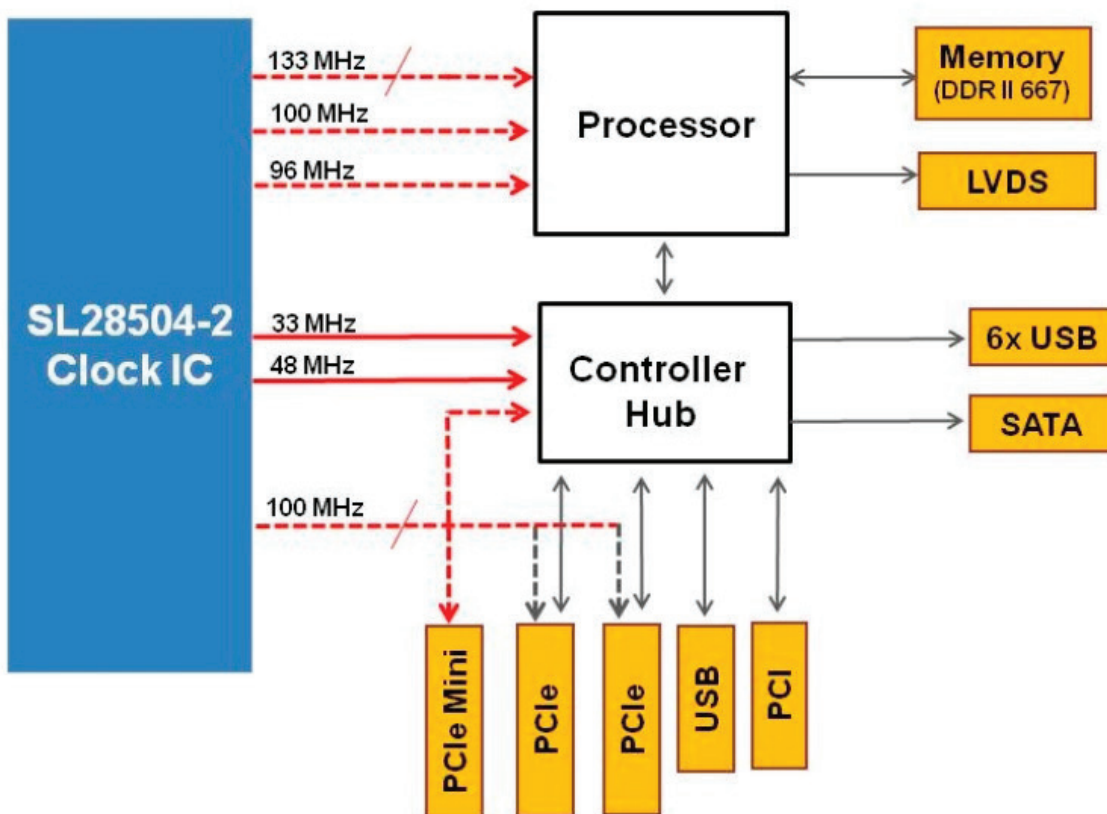 SL28504-2
Clock IC
133 MHz
100 MHz
96 MHz
33 MHz
48 MHz
100 MHz
Processor
Controller
Hub
Memory
(DDR II 667)
LVDS
6x USB
SATA
PCIe Mini
PCIe
PCIe
USB
PCI